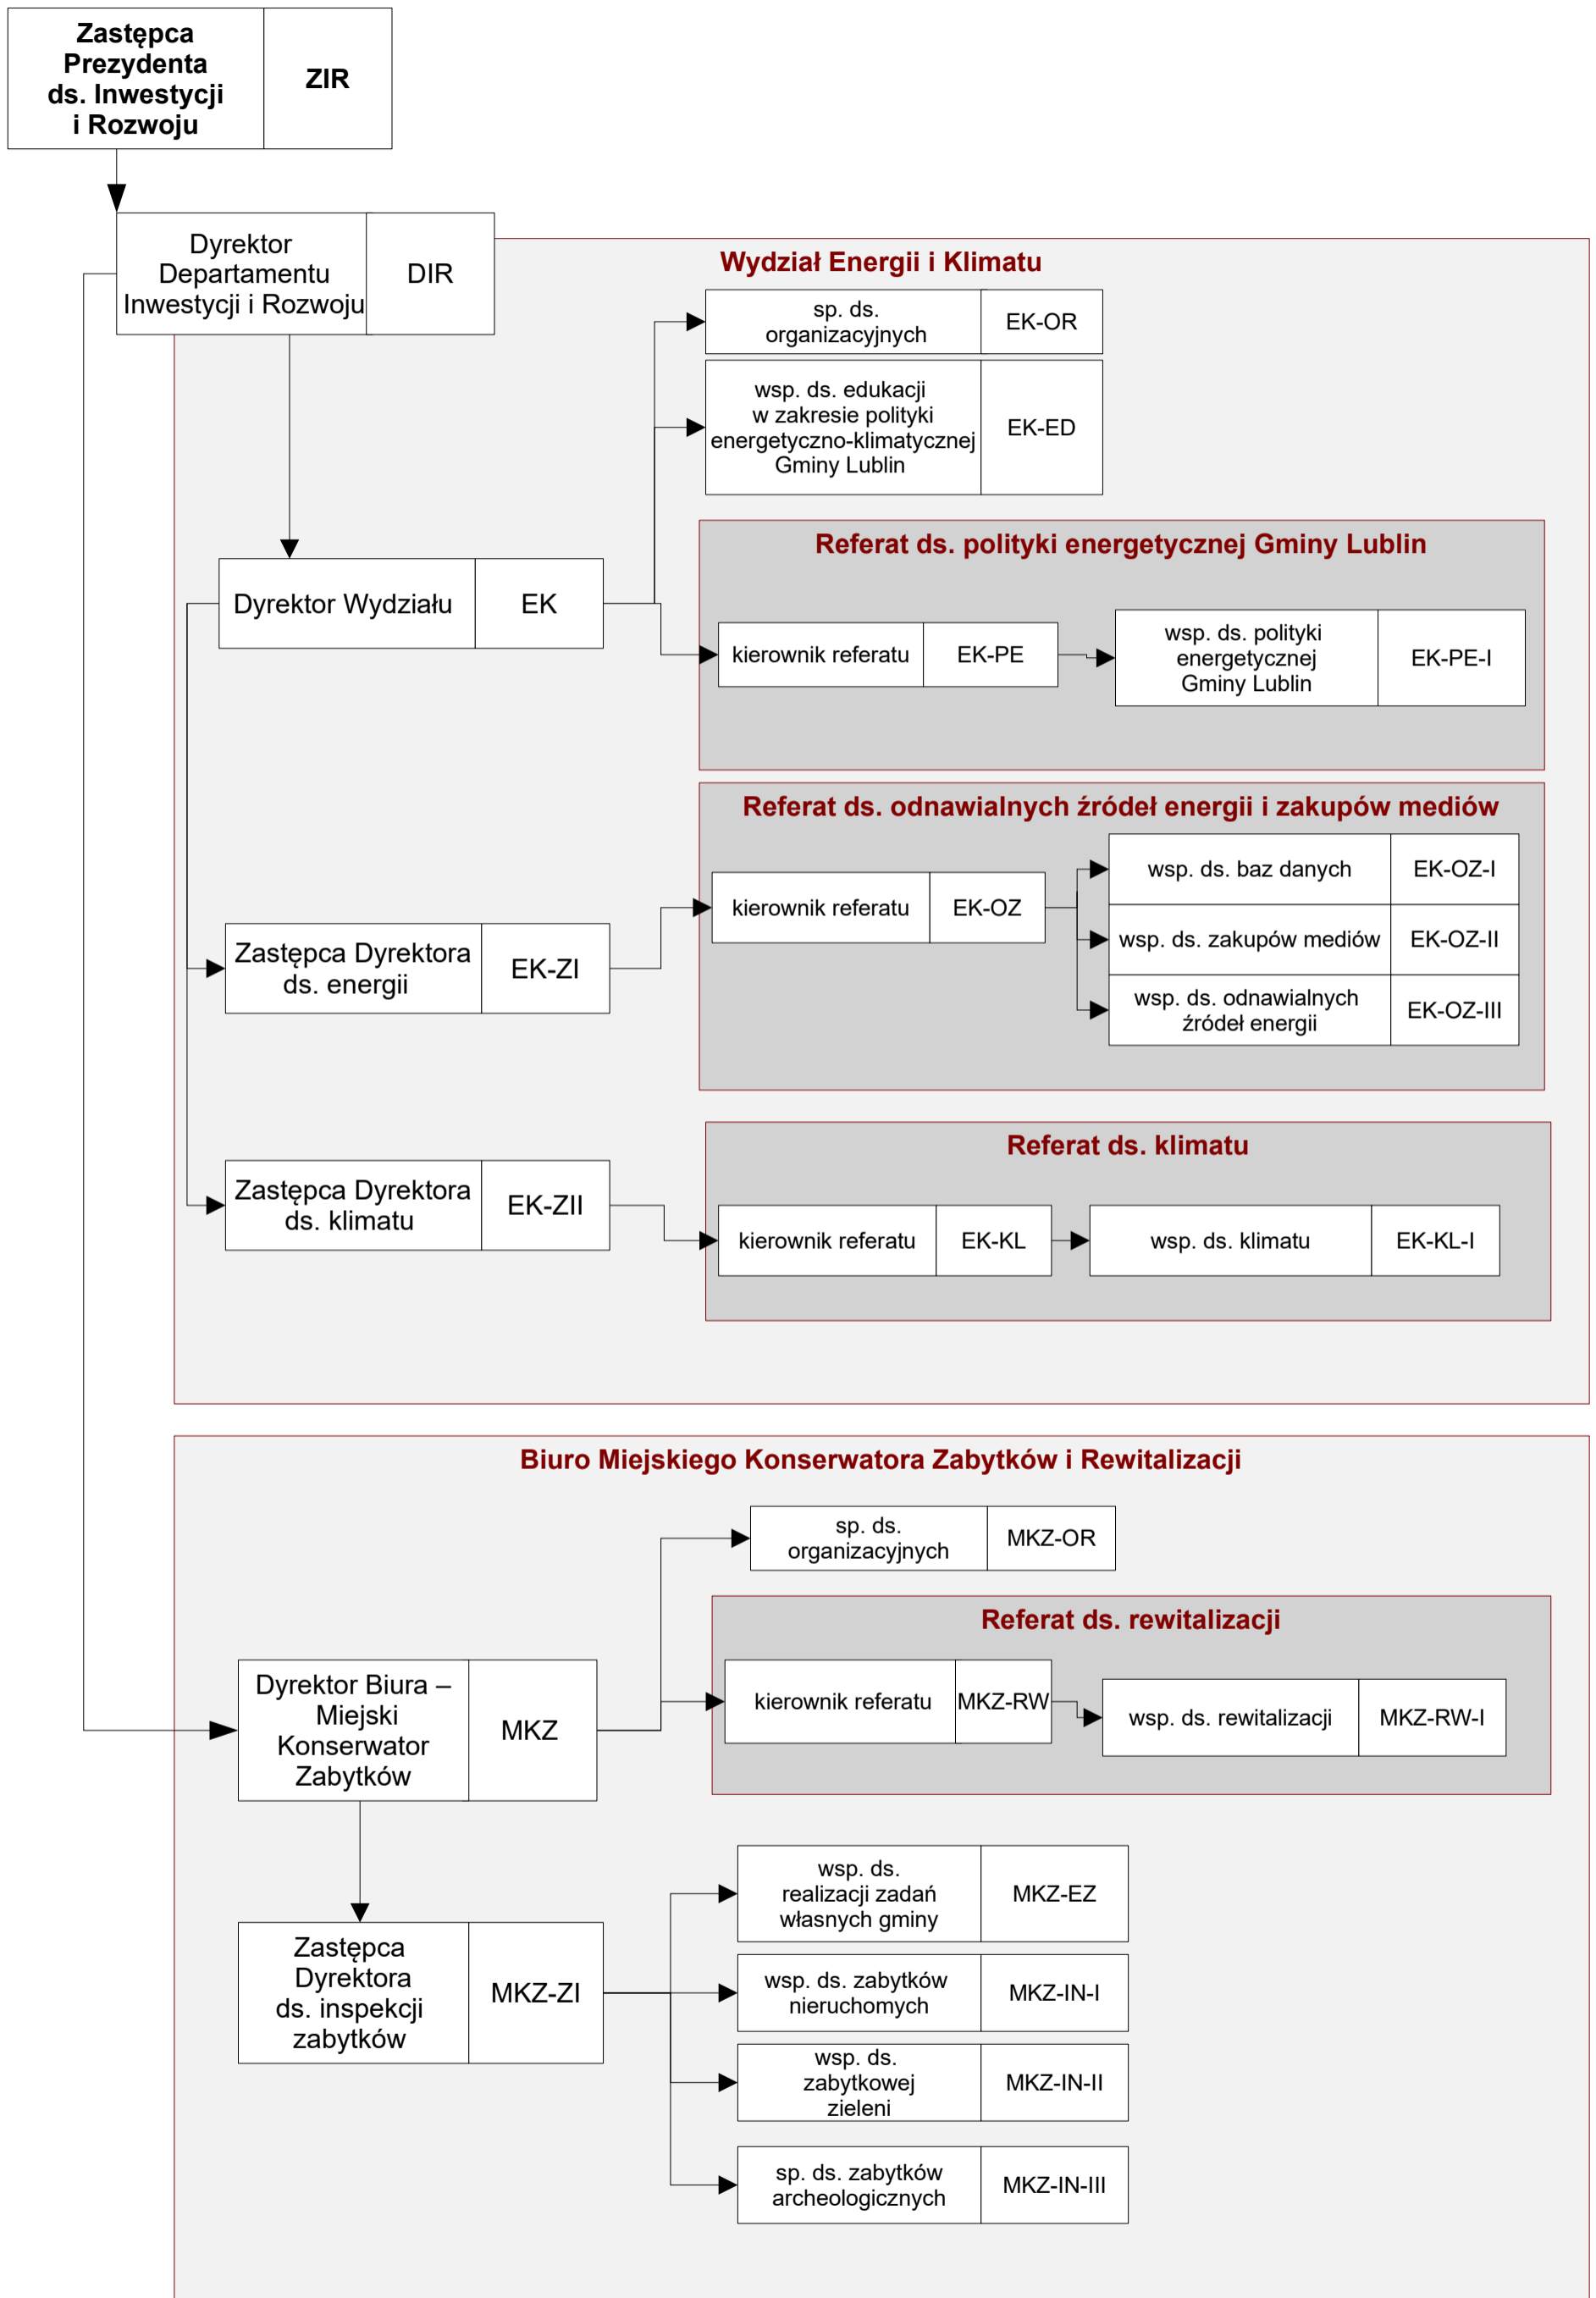 Zastępca
Prezydenta
ds. Inwestycji
i Rozwoju
ZIR
Dyrektor
Departamentu
Inwestycji i Rozwoju
DIR
Wydział Energii i Klimatu
sp. ds.
organizacyjnych
EK-OR
wsp. ds. edukacji
w zakresie polityki
energetyczno-klimatycznej
Gminy Lublin
EK-ED
Referat ds. polityki energetycznej Gminy Lublin
Dyrektor Wydziału
EK
kierownik referatu
EK-PE
wsp. ds. polityki
energetycznej
Gminy Lublin
EK-PE-I
Referat ds. odnawialnych źródeł energii i zakupów mediów
Zastępca Dyrektora
ds. energii
EK-ZI
kierownik referatu
EK-OZ
wsp. ds. baz danych
EK-OZ-I
wsp. ds. zakupów mediów
EK-OZ-II
wsp. ds. odnawialnych
źródeł energii
EK-OZ-III
Referat ds. klimatu
Zastępca Dyrektora
ds. klimatu
EK-ZII
kierownik referatu
EK-KL
wsp. ds. klimatu
EK-KL-I
Biuro Miejskiego Konserwatora Zabytków i Rewitalizacji
sp. ds.
organizacyjnych
MKZ-OR
Referat ds. rewitalizacji
Dyrektor Biura –
Miejski
Konserwator
Zabytków
MKZ
kierownik referatu
MKZ-RW
wsp. ds. rewitalizacji
MKZ-RW-I
Zastępca
Dyrektora
ds. inspekcji
zabytków
MKZ-ZI
wsp. ds.
realizacji zadań
własnych gminy
MKZ-EZ
wsp. ds. zabytków
nieruchomych
MKZ-IN-I
wsp. ds.
zabytkowej
zieleni
MKZ-IN-II
sp. ds. zabytków
archeologicznych
MKZ-IN-III